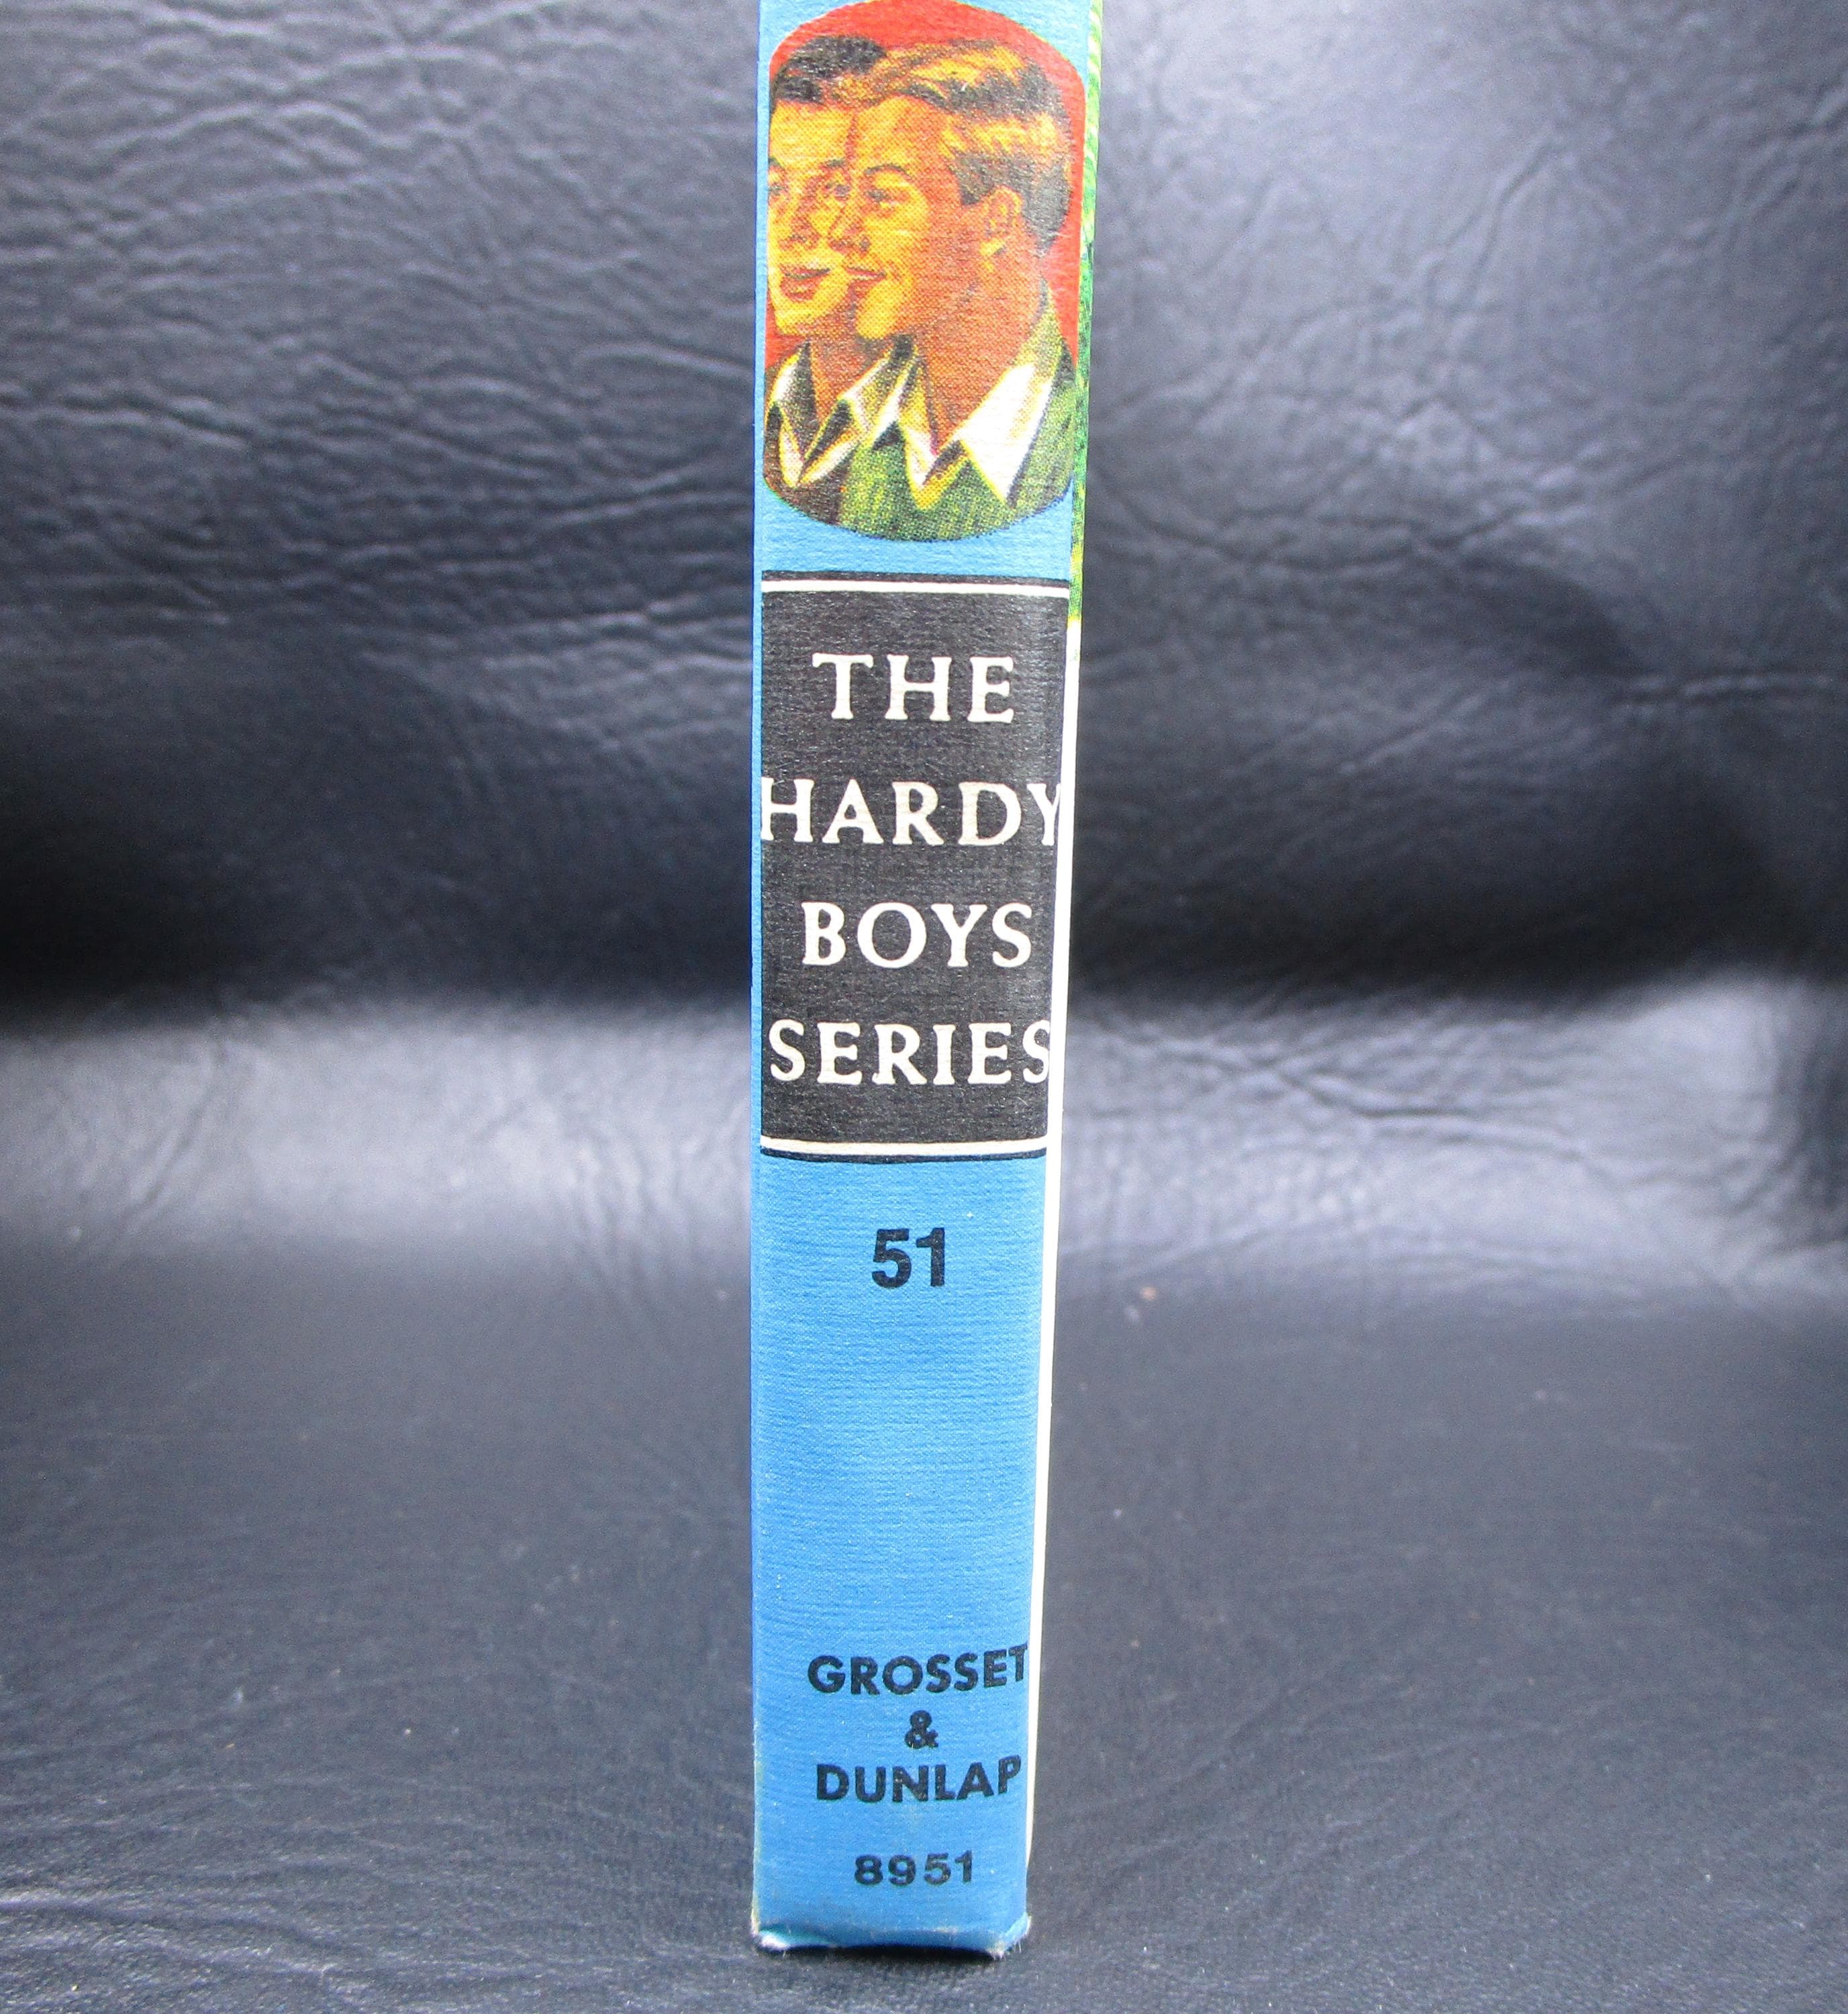 THE
HARDY
BOYS
SERIES
51
GROSSET
&
DUNLAP
8951